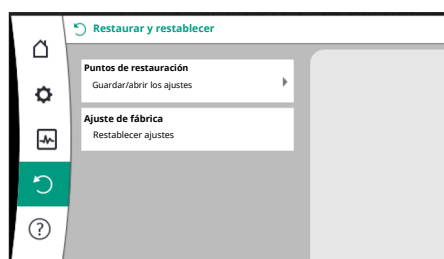 Restaurar y restablecer
Puntos de restauración
Guardar/abrir los ajustes
Ajuste de fábrica
Restablecer ajustes
?